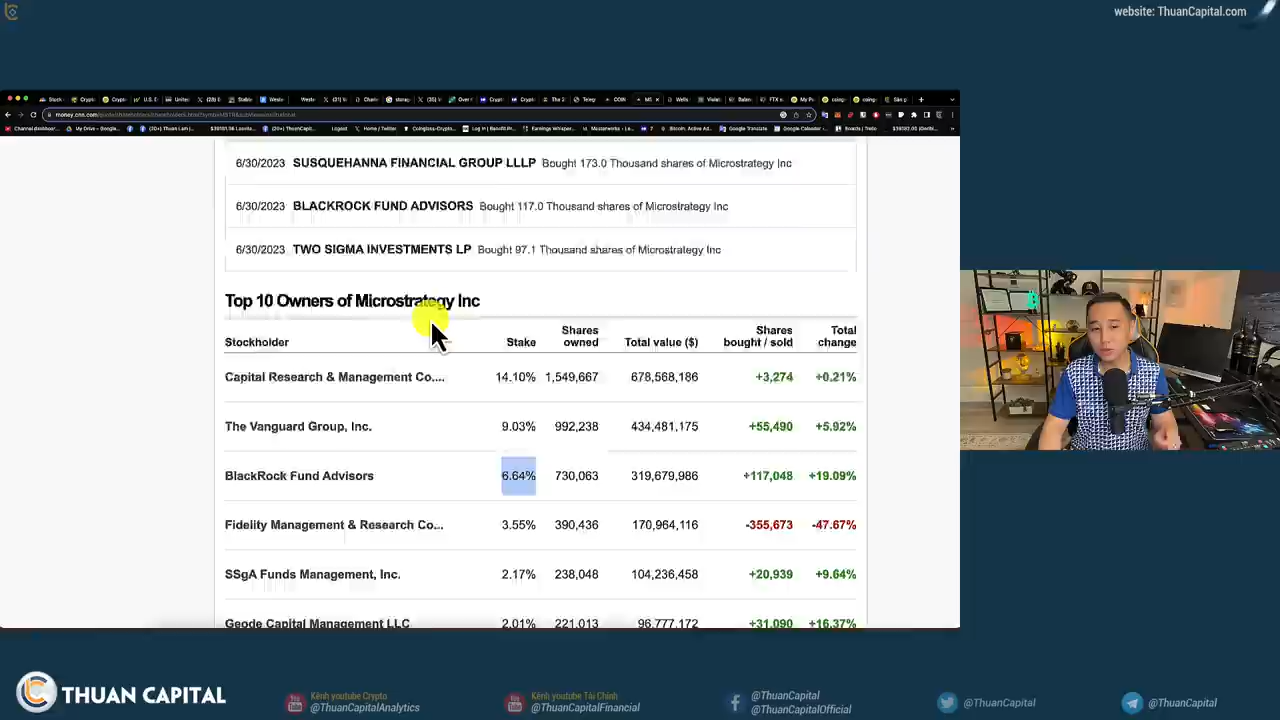 website: ThuanCapital.com
6/30/2023 SUSQUEHANNA FINANCIAL GROUP LLLP Bought 173.0 Thousand shares of Microstrategy Inc
6/30/2023 BLACKROCK FUND ADVISORS Bought 117.0 Thousand shares of Microstrategy Inc
6/30/2023 TWO SIGMA INVESTMENTS LP Bought 97.1 Thousand shares of Microstrategy Inc
Top 10 Owners of Microstrategy Inc
Stockholder Stake Shares owned Total value ($) Shares bought / sold Total change
Capital Research & Management Co.... 14.10% 1,549,667 678,568,186 +3,274 +0.21%
The Vanguard Group, Inc. 9.03% 992,238 434,481,175 +55,490 +5.92%
BlackRock Fund Advisors 6.64% 730,063 319,679,986 +117,048 +19.09%
Fidelity Management & Research Co... 3.55% 390,436 170,964,116 -355,673 -47.67%
SSgA Funds Management, Inc. 2.17% 238,048 104,236,458 +20,939 +9.64%
Geode Capital Management LLC 2.01% 221,013 96,777,172 +31,090 +16.37%
THUAN CAPITAL
Kênh youtube Crypto
@ThuanCapitalAnalytics
Kênh youtube Tài Chính
@ThuanCapitalFinancial
@ThuanCapital
@ThuanCapitalOfficial
@ThuanCapital
@ThuanCapital